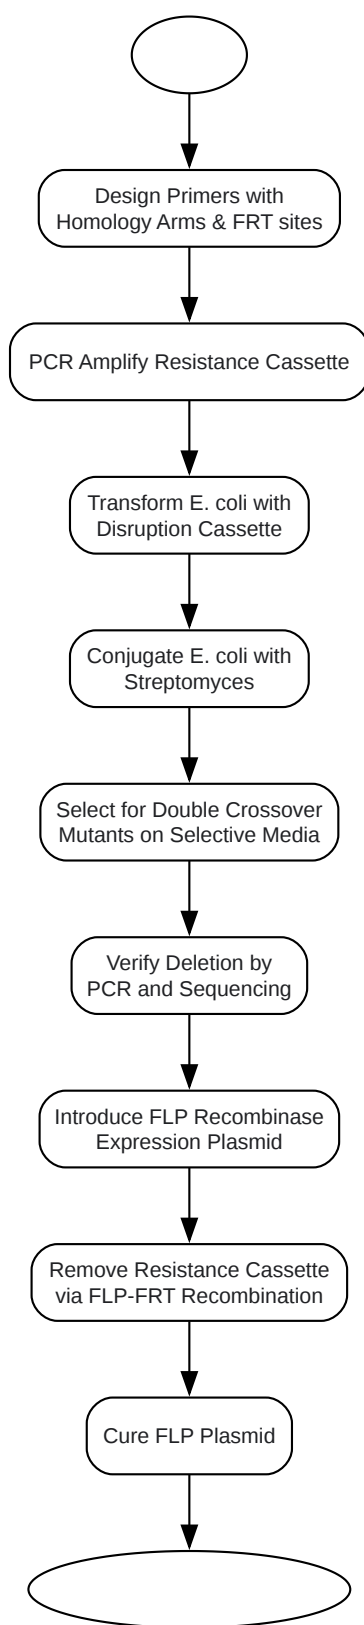 Design Primers with
Homology Arms & FRT sites
PCR Amplify Resistance Cassette
Transform E. coli with
Disruption Cassette
Conjugate E. coli with
Streptomyces
Select for Double Crossover
Mutants on Selective Media
Verify Deletion by
PCR and Sequencing
Introduce FLP Recombinase
Expression Plasmid
Remove Resistance Cassette
via FLP-FRT Recombination
Cure FLP Plasmid